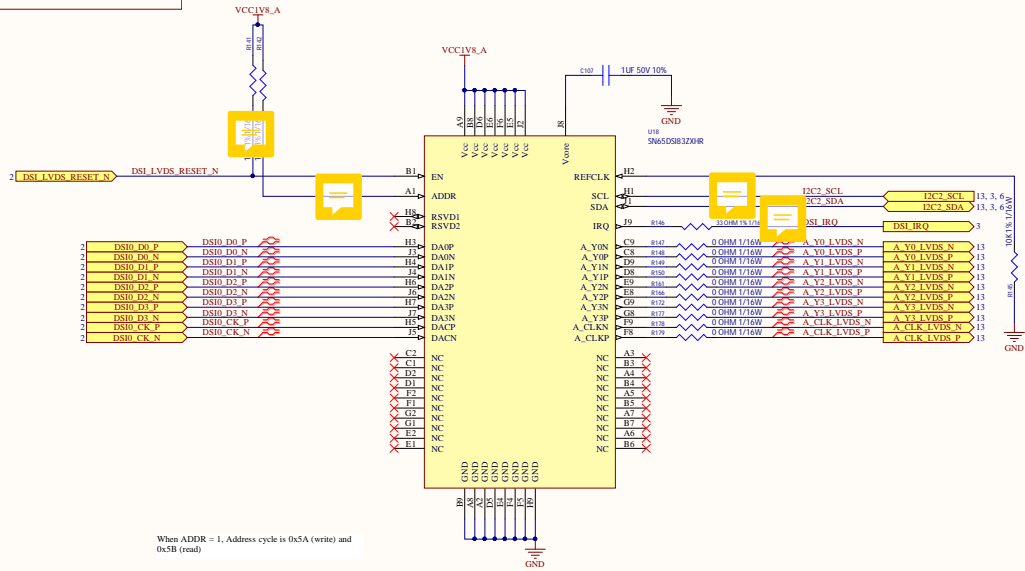 VCC1V8_A
R141
R142
VCC1V8_A
C107
1UF 50V 10%
GND
A9 B8 D6 E6 F6 E5 J2
J8
Vcc Vcc Vcc Vcc Vcc Vcc Vcc
Vcore
U18
SN65DSI83ZXHR
2 DSI_LVDS_RESET_N DSI_LVDS_RESET_N B1 EN
A1 ADDR
H8 RSVD1
B2 RSVD2
REFCLK H2
SCL H1 I2C2_SCL I2C2_SCL 13, 3, 6
SDA I2C2_SDA I2C2_SDA 13, 3, 6
IRQ J9 R146 33 OHM 1% 1/16 DSI_IRQ DSI_IRQ 3
10K 1% 1/16W
R145
GND
2 DSI0_D0_P DSI0_D0_P H3 DA0P
2 DSI0_D0_N DSI0_D0_N J3 DA0N
2 DSI0_D1_P DSI0_D1_P H4 DA1P
2 DSI0_D1_N DSI0_D1_N J4 DA1N
2 DSI0_D2_P DSI0_D2_P H6 DA2P
2 DSI0_D2_N DSI0_D2_N J6 DA2N
2 DSI0_D3_P DSI0_D3_P H7 DA3P
2 DSI0_D3_N DSI0_D3_N J7 DA3N
2 DSI0_CK_P DSI0_CK_P H5 DACP
2 DSI0_CK_N DSI0_CK_N J5 DACN
A_Y0N C9 R147 0 OHM 1/16W A_Y0_LVDS_N A_Y0_LVDS_N 13
A_Y0P C8 R148 0 OHM 1/16W A_Y0_LVDS_P A_Y0_LVDS_P 13
A_Y1N D9 R149 0 OHM 1/16W A_Y1_LVDS_N A_Y1_LVDS_N 13
A_Y1P D8 R150 0 OHM 1/16W A_Y1_LVDS_P A_Y1_LVDS_P 13
A_Y2N E9 R161 0 OHM 1/16W A_Y2_LVDS_N A_Y2_LVDS_N 13
A_Y2P E8 R166 0 OHM 1/16W A_Y2_LVDS_P A_Y2_LVDS_P 13
A_Y3N G9 R172 0 OHM 1/16W A_Y3_LVDS_N A_Y3_LVDS_N 13
A_Y3P G8 R177 0 OHM 1/16W A_Y3_LVDS_P A_Y3_LVDS_P 13
A_CLKN F9 R178 0 OHM 1/16W A_CLK_LVDS_N A_CLK_LVDS_N 13
A_CLKP F8 R179 0 OHM 1/16W A_CLK_LVDS_P A_CLK_LVDS_P 13
C2 NC NC A3
C1 NC NC B3
D2 NC NC A4
D1 NC NC B4
F2 NC NC A5
F1 NC NC B5
G2 NC NC A7
G1 NC NC B7
E2 NC NC A6
E1 NC NC B6
GND GND GND GND GND GND GND GND
B9 A8 A2 D5 E4 F4 F5 H9
GND
When ADDR = 1, Address cycle is 0x5A (write) and
0x5B (read)